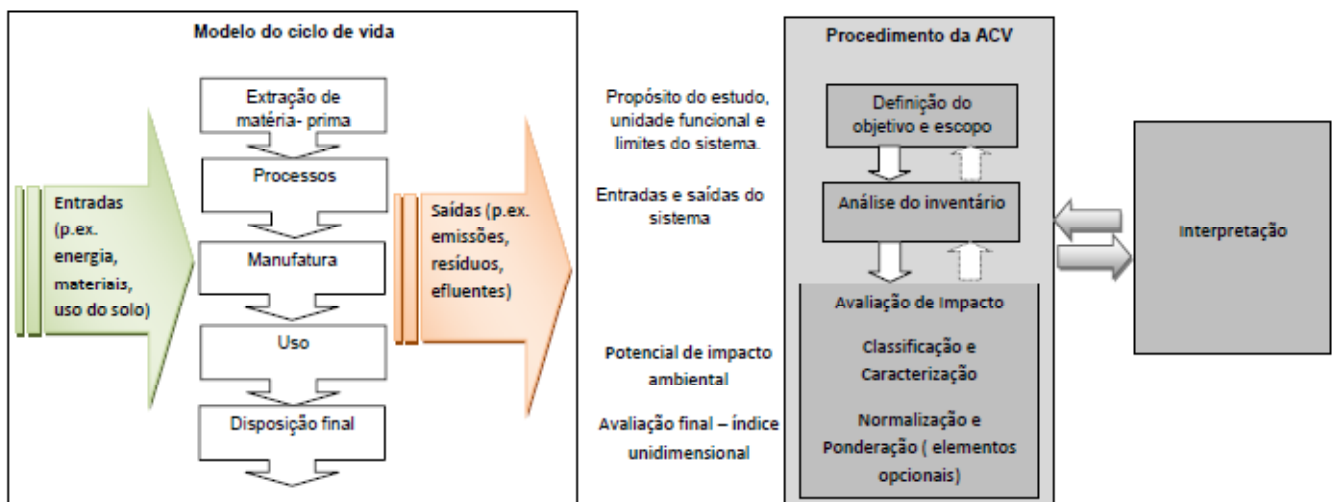 Modelo do ciclo de vida
Extração de
matéria- prima
Processos
Manufatura
Uso
Disposição final
Entradas
(p.ex.
energia,
materiais,
uso do solo)
Saídas (p.ex.
emissões,
resíduos,
efluentes)
Propósito do estudo,
unidade funcional e
limites do sistema.
Entradas e saídas do
sistema
Potencial de impacto
ambiental
Avaliação final – índice
unidimensional
Procedimento da ACV
Definição do
objetivo e escopo
Análise do inventário
Avaliação de Impacto
Classificação e
Caracterização
Normalização e
Ponderação ( elementos
opcionais)
Interpretação